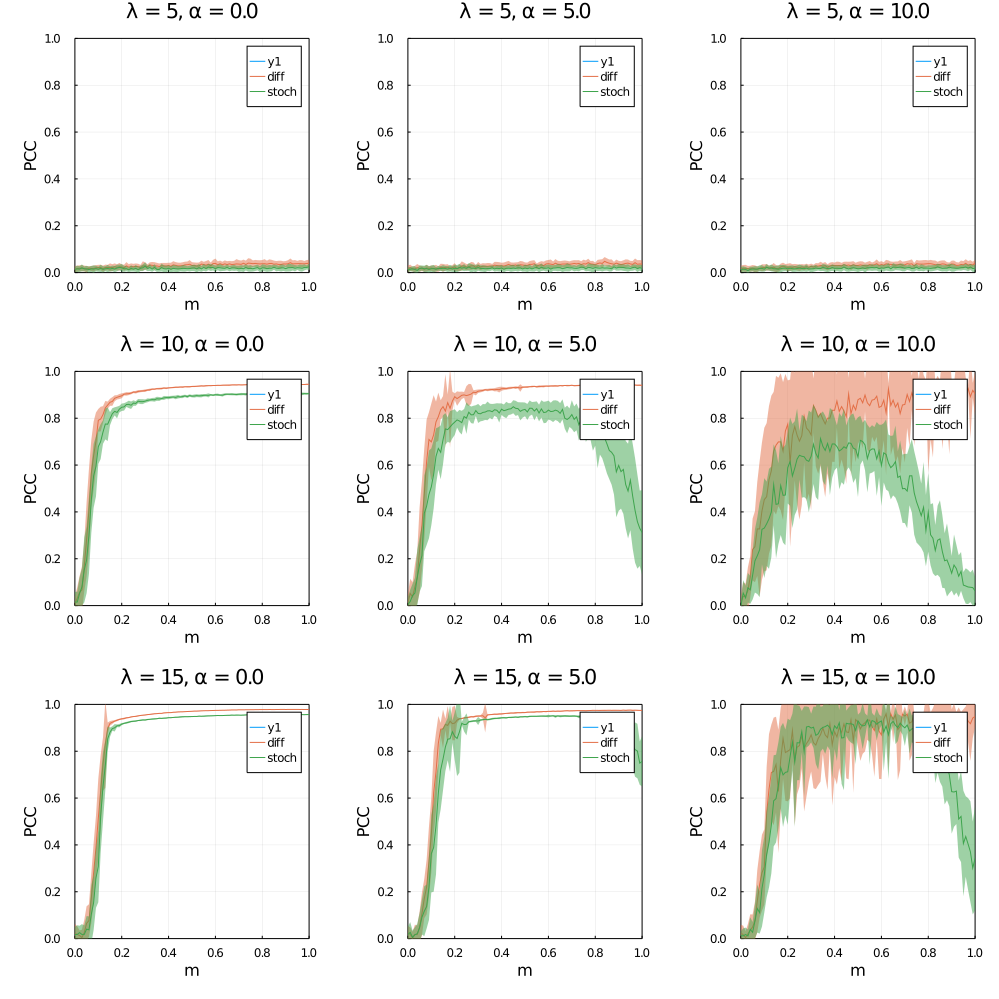 λ = 5, α = 0.0
1.0
0.8
0.6
0.4
0.2
0.0
PCC
y1
diff
stoch
0.0 0.2 0.4 0.6 0.8 1.0
m
λ = 5, α = 5.0
1.0
0.8
0.6
0.4
0.2
0.0
PCC
y1
diff
stoch
0.0 0.2 0.4 0.6 0.8 1.0
m
λ = 5, α = 10.0
1.0
0.8
0.6
0.4
0.2
0.0
PCC
y1
diff
stoch
0.0 0.2 0.4 0.6 0.8 1.0
m
λ = 10, α = 0.0
1.0
0.8
0.6
0.4
0.2
0.0
PCC
y1
diff
stoch
0.0 0.2 0.4 0.6 0.8 1.0
m
λ = 10, α = 5.0
1.0
0.8
0.6
0.4
0.2
0.0
PCC
y1
diff
stoch
0.0 0.2 0.4 0.6 0.8 1.0
m
λ = 10, α = 10.0
1.0
0.8
0.6
0.4
0.2
0.0
PCC
y1
diff
stoch
0.0 0.2 0.4 0.6 0.8 1.0
m
λ = 15, α = 0.0
1.0
0.8
0.6
0.4
0.2
0.0
PCC
y1
diff
stoch
0.0 0.2 0.4 0.6 0.8 1.0
m
λ = 15, α = 5.0
1.0
0.8
0.6
0.4
0.2
0.0
PCC
y1
diff
stoch
0.0 0.2 0.4 0.6 0.8 1.0
m
λ = 15, α = 10.0
1.0
0.8
0.6
0.4
0.2
0.0
PCC
y1
diff
stoch
0.0 0.2 0.4 0.6 0.8 1.0
m